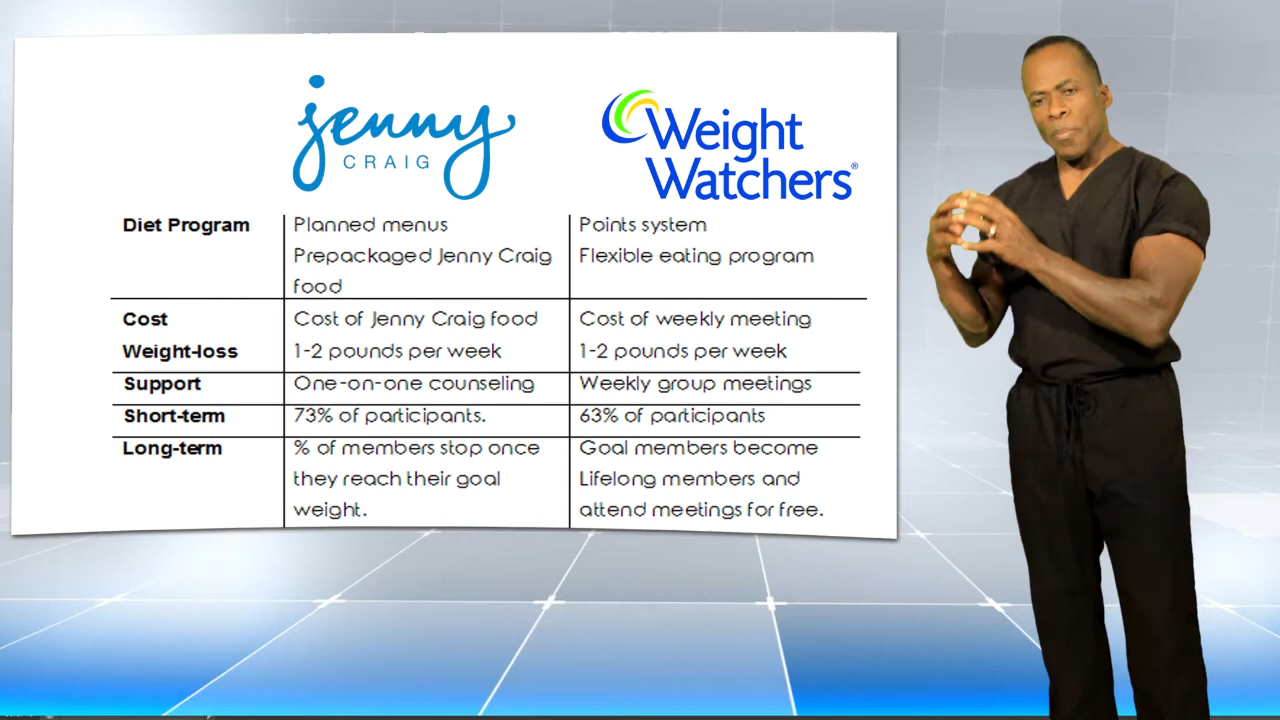 jenny
CRAIG
Weight
Watchers®
Diet Program Planned menus Points system
Prepackaged Jenny Craig Flexible eating program
food
Cost Cost of Jenny Craig food Cost of weekly meeting
Weight-loss 1-2 pounds per week 1-2 pounds per week
Support One-on-one counseling Weekly group meetings
Short-term 73% of participants. 63% of participants
Long-term % of members stop once Goal members become
they reach their goal Lifelong members and
weight. attend meetings for free.